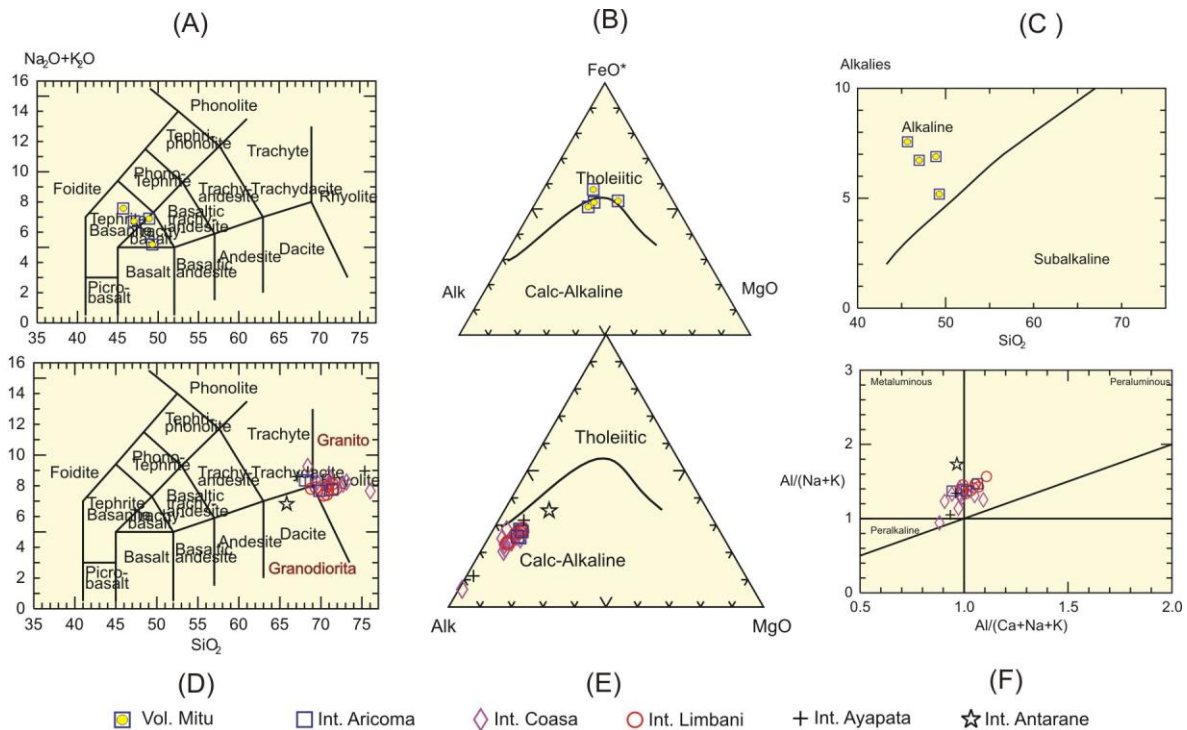 (A)
(B)
(C)
Na₂O+K₂O
16
14
12
10
8
6
4
2
0
35 40 45 50 55 60 65 70 75
Phonolite
Tephri-
phonolite
Trachyte
Phono-
Tephrite
Foidite
Trachy-
andesite
Trachydacite
Rhyolite
Tephrite
Basanite
Basaltic
trachy-
andesite
Trachy-
basalt
Basalt
Basaltic
andesite
Andesite
Dacite
Picro-
basalt
FeO*
Tholeiitic
Calc-Alkaline
Alk
MgO
Alkalies
10
5
0
Alkaline
Subalkaline
40 50 60 70
SiO₂
16
14
12
10
8
6
4
2
0
35 40 45 50 55 60 65 70 75
SiO₂
Phonolite
Tephri-
phonolite
Trachyte
Granito
Phono-
Tephrite
Foidite
Trachy-
andesite
Trachydacite
Rhyolite
Tephrite
Basanite
Basaltic
trachy-
andesite
Trachy-
basalt
Basalt
Basaltic
andesite
Andesite
Dacite
Granodiorita
Picro-
basalt
Tholeiitic
Calc-Alkaline
Alk
MgO
3
2
1
0
Al/(Na+K)
Metaluminous
Peraluminous
Peralkaline
0.5 1.0 1.5 2.0
Al/(Ca+Na+K)
(D)
(E)
(F)
Vol. Mitu
Int. Aricoma
Int. Coasa
Int. Limbani
Int. Ayapata
Int. Antarane